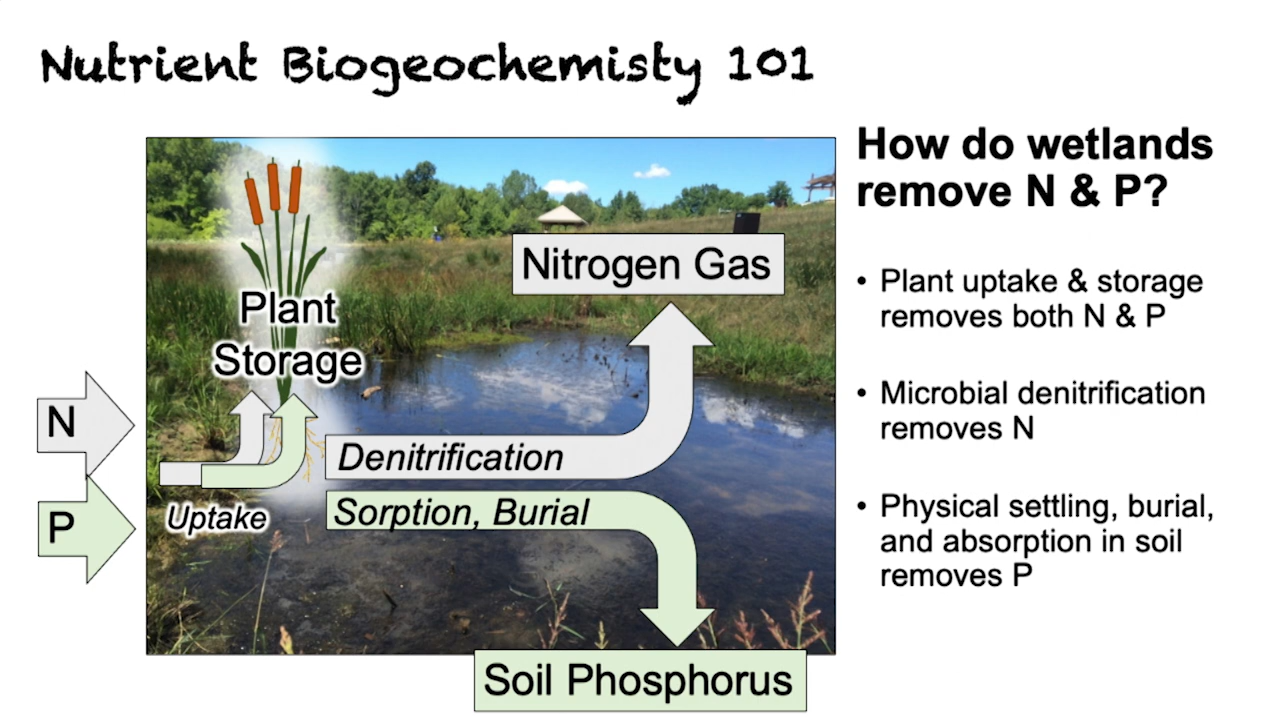 Nutrient Biogeochemisty 101
How do wetlands
remove N & P?
Nitrogen Gas
Plant
Storage
N
Denitrification
P
Uptake
Sorption, Burial
Soil Phosphorus
• Plant uptake & storage
removes both N & P
• Microbial denitrification
removes N
• Physical settling, burial,
and absorption in soil
removes P